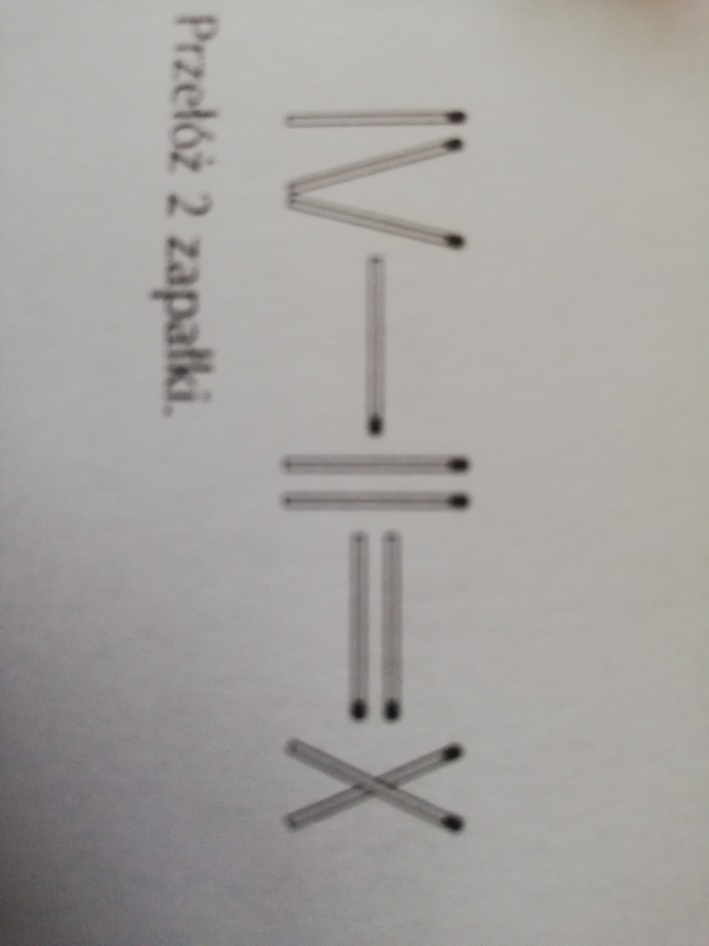 IV - II = X
Przełóż 2 zapałki.